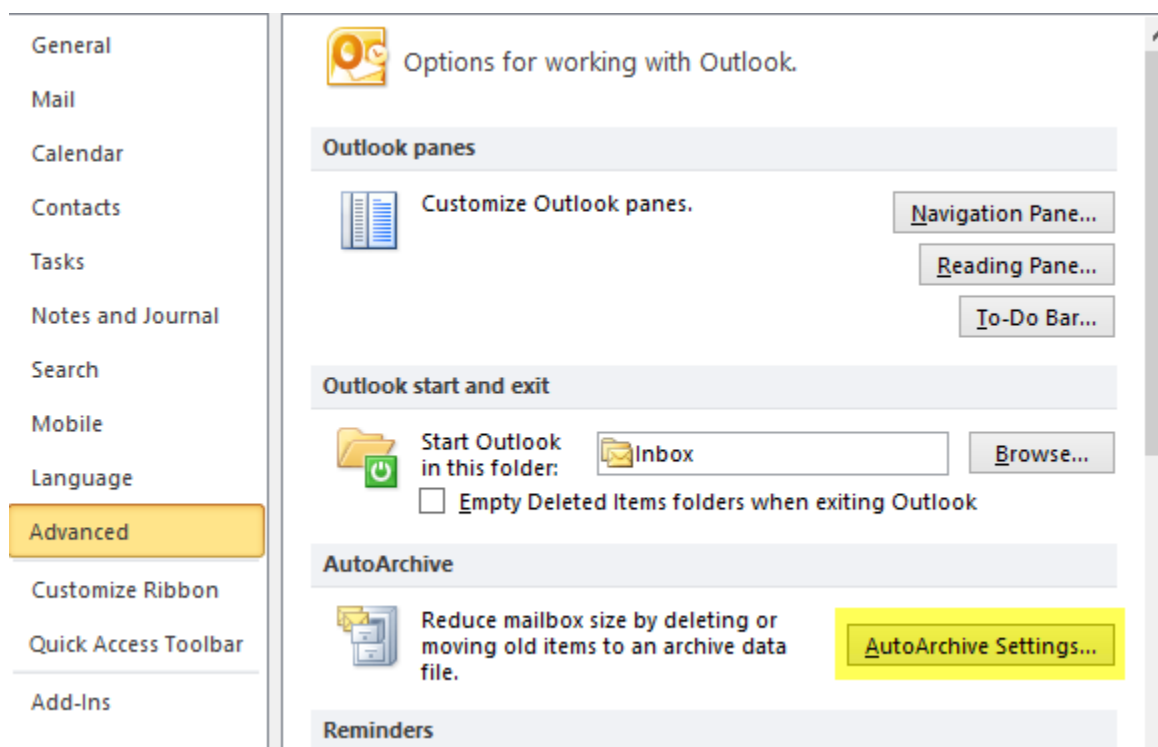 General
Mail
Calendar
Contacts
Tasks
Notes and Journal
Search
Mobile
Language
Advanced
Customize Ribbon
Quick Access Toolbar
Add-Ins
Options for working with Outlook.
Outlook panes
Customize Outlook panes.
Navigation Pane...
Reading Pane...
To-Do Bar...
Outlook start and exit
Start Outlook
in this folder:
Inbox
Browse...
Empty Deleted Items folders when exiting Outlook
AutoArchive
Reduce mailbox size by deleting or
moving old items to an archive data
file.
AutoArchive Settings...
Reminders